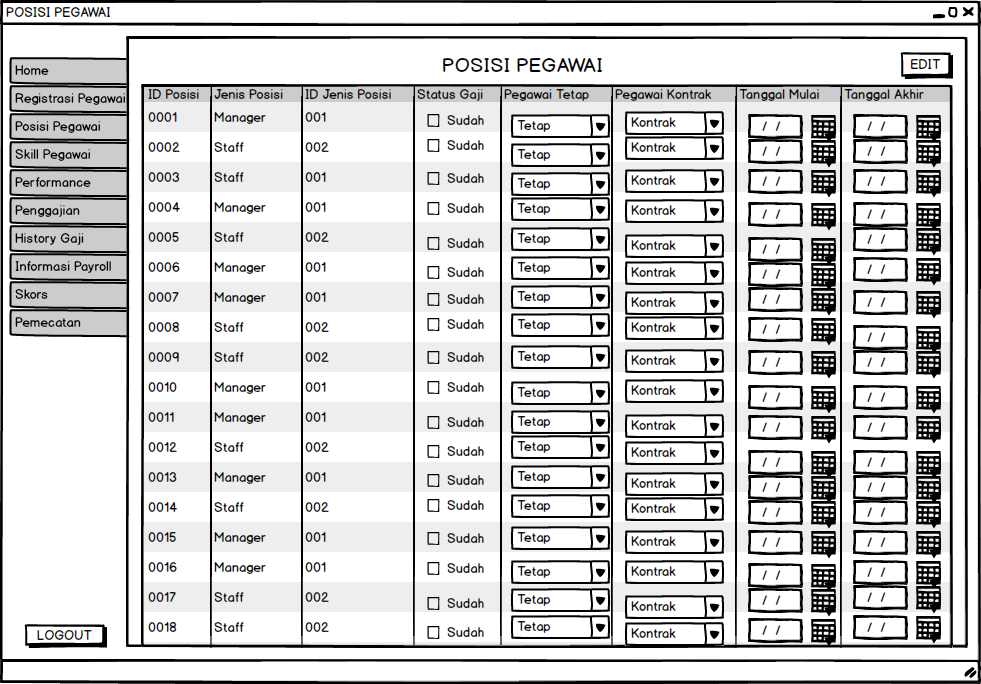 POSISI PEGAWAI
POSISI PEGAWAI
EDIT
Home
Registrasi Pegawai
Posisi Pegawai
Skill Pegawai
Performance
Penggajian
History Gaji
Informasi Payroll
Skors
Pemecatan
LOGOUT
ID Posisi Jenis Posisi ID Jenis Posisi Status Gaji Pegawai Tetap Pegawai Kontrak Tanggal Mulai Tanggal Akhir
0001 Manager 001 Sudah Tetap Kontrak / / / /
0002 Staff 002 Sudah Tetap Kontrak / / / /
0003 Staff 001 Sudah Tetap Kontrak / / / /
0004 Manager 001 Sudah Tetap Kontrak / / / /
0005 Staff 002 Sudah Tetap Kontrak / / / /
0006 Manager 001 Sudah Tetap Kontrak / / / /
0007 Manager 001 Sudah Tetap Kontrak / / / /
0008 Staff 002 Sudah Tetap Kontrak / / / /
0009 Staff 002 Sudah Tetap Kontrak / / / /
0010 Manager 001 Sudah Tetap Kontrak / / / /
0011 Manager 001 Sudah Tetap Kontrak / / / /
0012 Staff 002 Sudah Tetap Kontrak / / / /
0013 Manager 001 Sudah Tetap Kontrak / / / /
0014 Staff 002 Sudah Tetap Kontrak / / / /
0015 Manager 001 Sudah Tetap Kontrak / / / /
0016 Manager 001 Sudah Tetap Kontrak / / / /
0017 Staff 002 Sudah Tetap Kontrak / / / /
0018 Staff 002 Sudah Tetap Kontrak / / / /